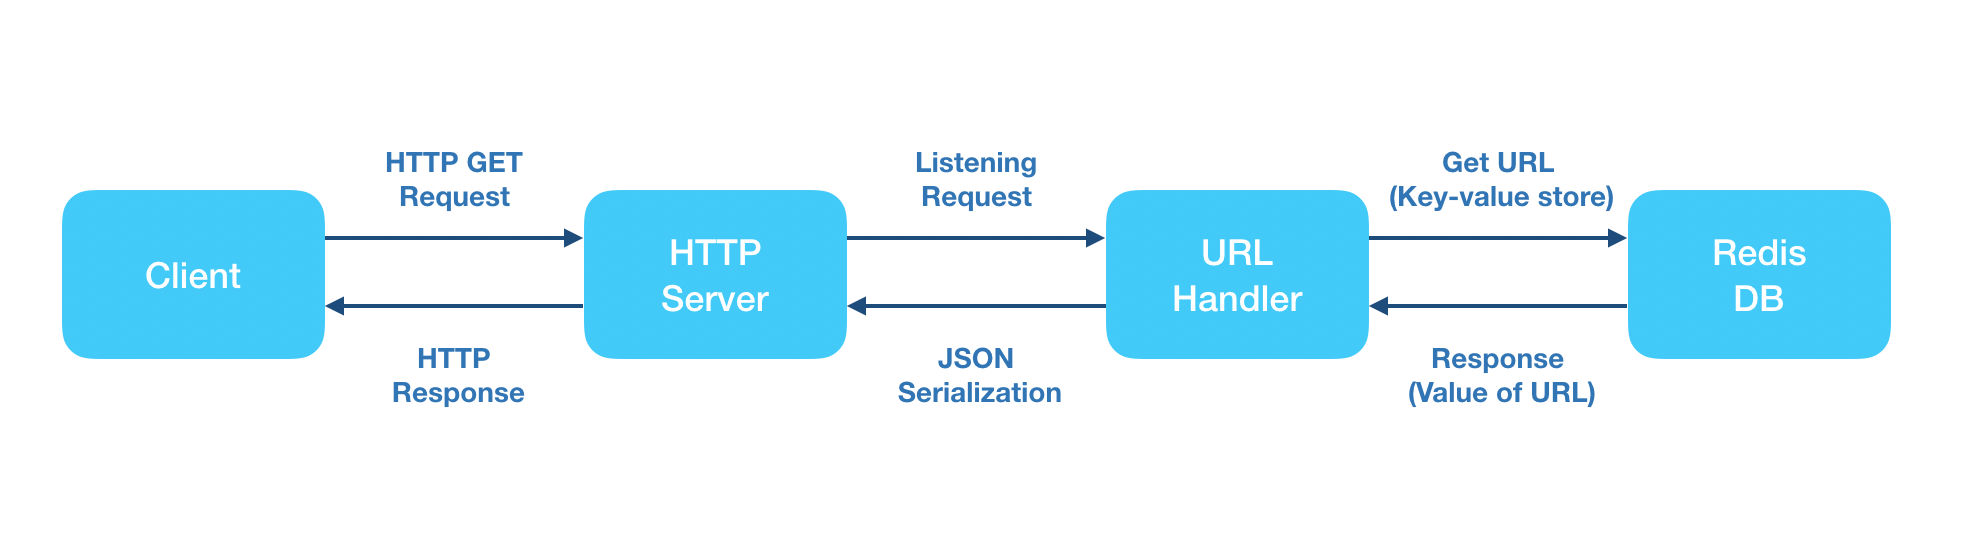 HTTP GET
Request
Listening
Request
Get URL
(Key-value store)
Client
HTTP
Server
URL
Handler
Redis
DB
HTTP
Response
JSON
Serialization
Response
(Value of URL)